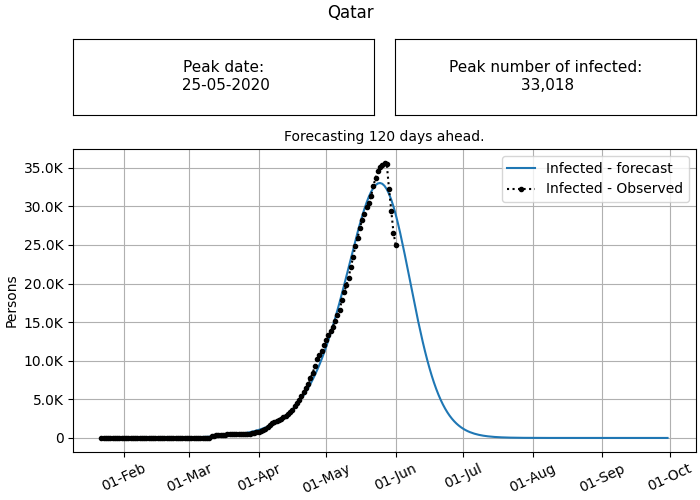 Qatar
Peak date:
25-05-2020
Peak number of infected:
33,018
Forecasting 120 days ahead.
Infected - forecast
Infected - Observed
35.0K
30.0K
25.0K
20.0K
15.0K
10.0K
5.0K
0
Persons
01-Feb
01-Mar
01-Apr
01-May
01-Jun
01-Jul
01-Aug
01-Sep
01-Oct